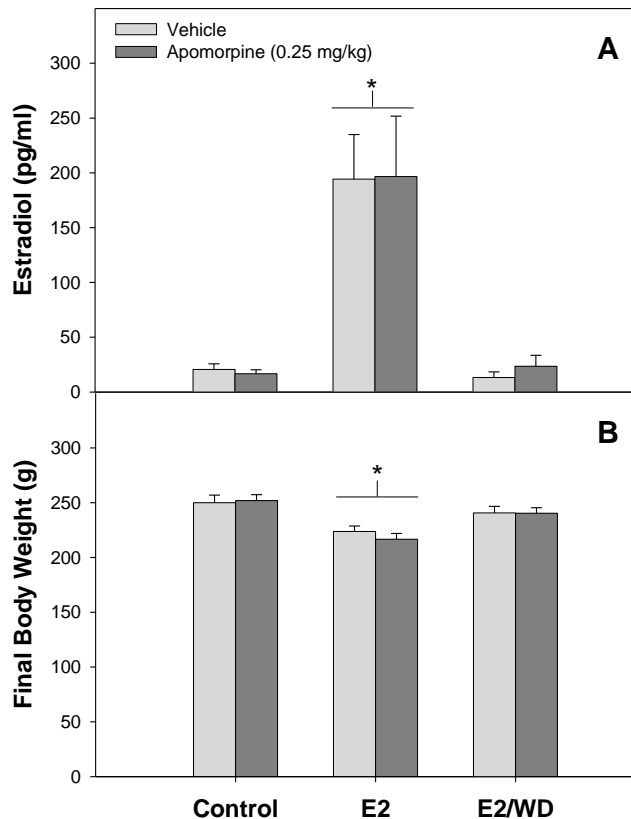 Vehicle
Apomorpine (0.25 mg/kg)
A
Estradiol (pg/ml)
300
250
200
150
100
50
0
*
B
Final Body Weight (g)
300
250
200
150
100
50
0
*
Control E2 E2/WD